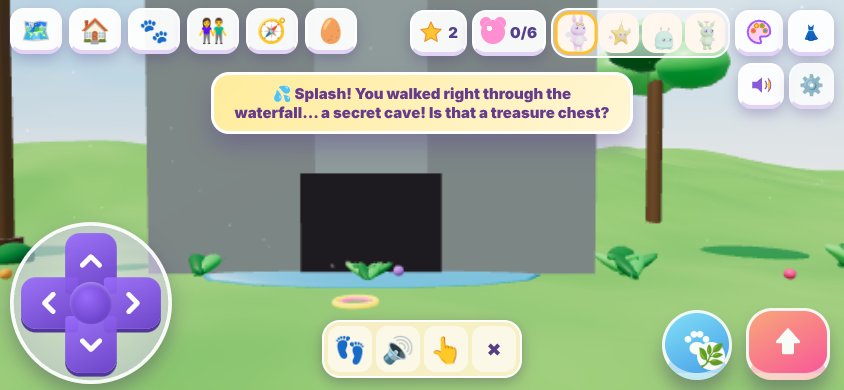 2
0/6
💦 Splash! You walked right through the
waterfall... a secret cave! Is that a treasure chest?